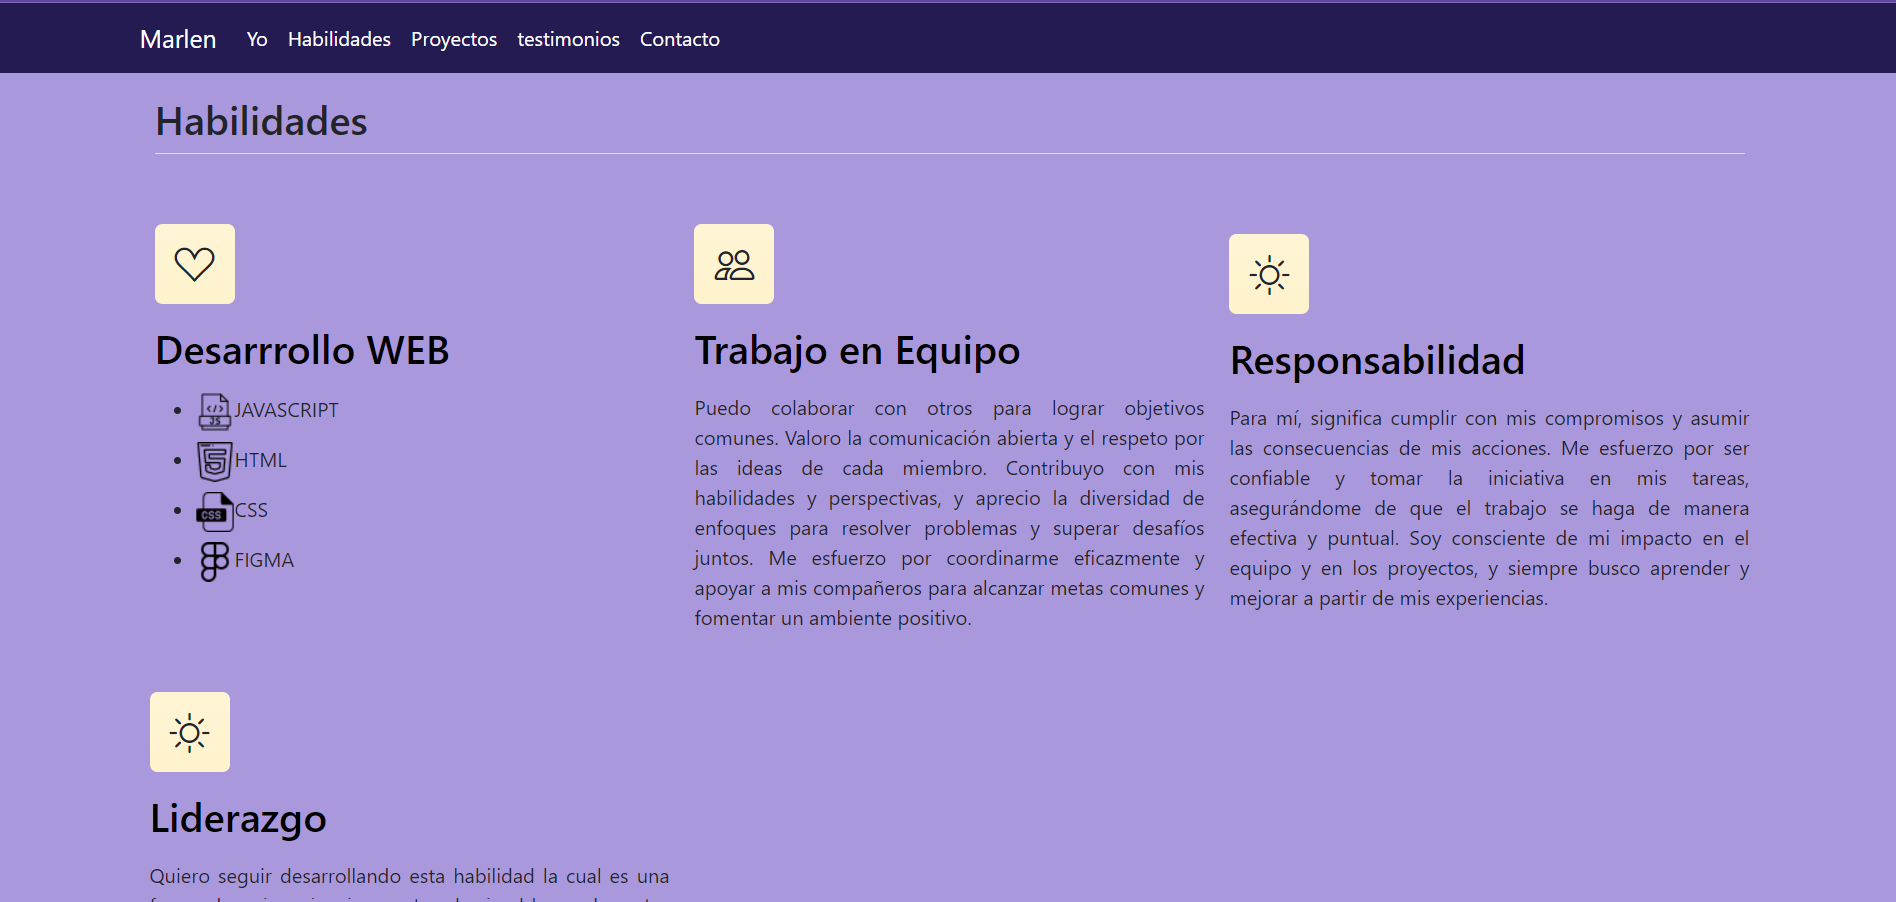 Marlen Yo Habilidades Proyectos testimonios Contacto
Habilidades
Desarrrollo WEB
JAVASCRIPT
HTML
CSS
FIGMA
Trabajo en Equipo
Puedo colaborar con otros para lograr objetivos
comunes. Valoro la comunicación abierta y el respeto por
las ideas de cada miembro. Contribuyo con mis
habilidades y perspectivas, y aprecio la diversidad de
enfoques para resolver problemas y superar desafíos
juntos. Me esfuerzo por coordinarme eficazmente y
apoyar a mis compañeros para alcanzar metas comunes y
fomentar un ambiente positivo.
Responsabilidad
Para mí, significa cumplir con mis compromisos y asumir
las consecuencias de mis acciones. Me esfuerzo por ser
confiable y tomar la iniciativa en mis tareas,
asegurándome de que el trabajo se haga de manera
efectiva y puntual. Soy consciente de mi impacto en el
equipo y en los proyectos, y siempre busco aprender y
mejorar a partir de mis experiencias.
Liderazgo
Quiero seguir desarrollando esta habilidad la cual es una